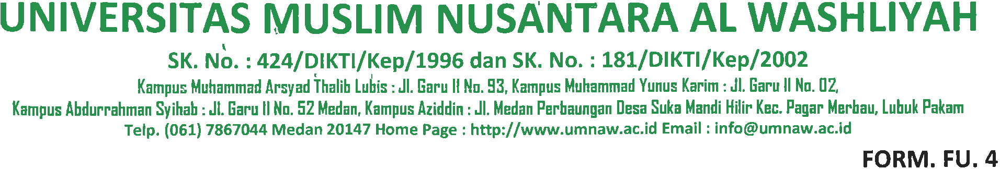 UNIVERSITAS MUSLIM NUSANTARA AL WASHLIYAH
SK. No. : 424/DIKTI/Kep/1996 dan SK. No. : 181/DIKTI/Kep/2002
Kampus Muhammad Arsyad Thalib Lubis : Jl. Garu II No. 93, Kampus Muhammad Yunus Karim : Jl. Garu II No. 02,
Kampus Abdurrahman Syihab : Jl. Garu II No. 52 Medan, Kampus Aziddin : Jl. Medan Perbaungan Desa Suka Mandi Hilir Kec. Pagar Merbau, Lubuk Pakam
Telp. (061) 7867044 Medan 20147 Home Page : http://www.umnaw.ac.id Email : info@umnaw.ac.id
FORM. FU. 4